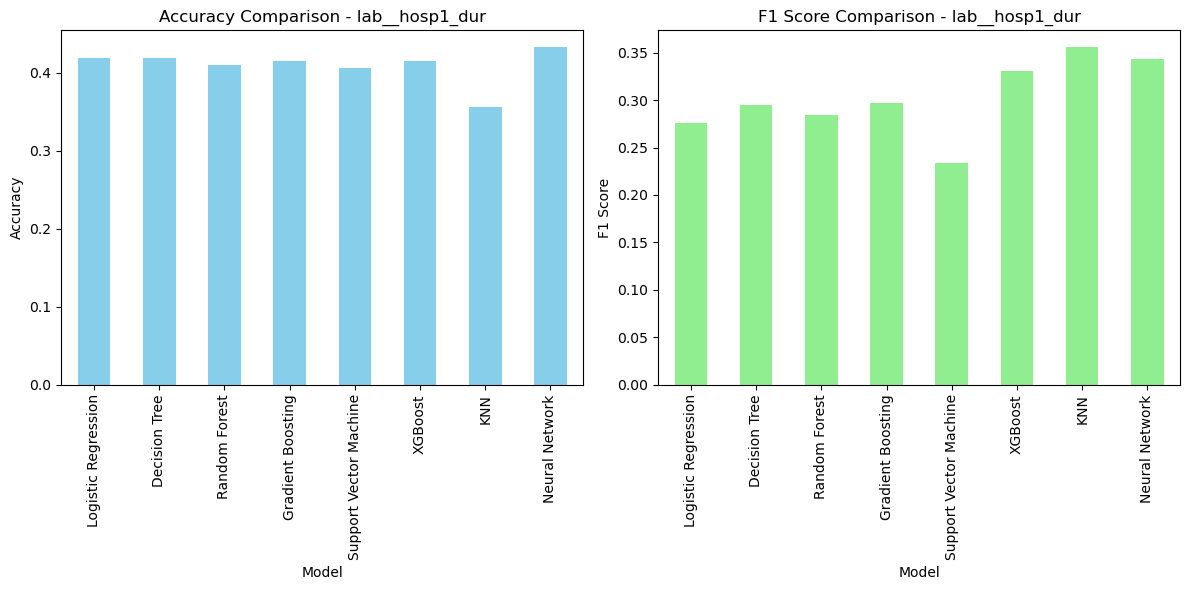 Accuracy Comparison - lab__hosp1_dur
Accuracy
0.4
0.3
0.2
0.1
0.0
Logistic Regression
Decision Tree
Random Forest
Gradient Boosting
Support Vector Machine
XGBoost
KNN
Neural Network
Model
F1 Score Comparison - lab__hosp1_dur
F1 Score
0.35
0.30
0.25
0.20
0.15
0.10
0.05
0.00
Logistic Regression
Decision Tree
Random Forest
Gradient Boosting
Support Vector Machine
XGBoost
KNN
Neural Network
Model